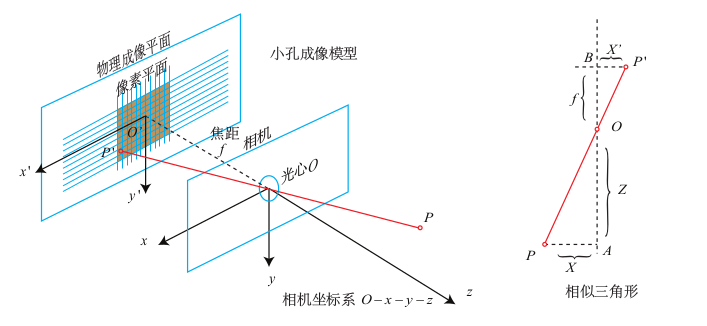 小孔成像模型
物理成像平面
像素平面
O'
P'
x'
y'
焦距
f
相机
光心O
P
x
y
z
相机坐标系 O-x-y-z
B
X'
P'
f
O
Z
P
X
A
相似三角形